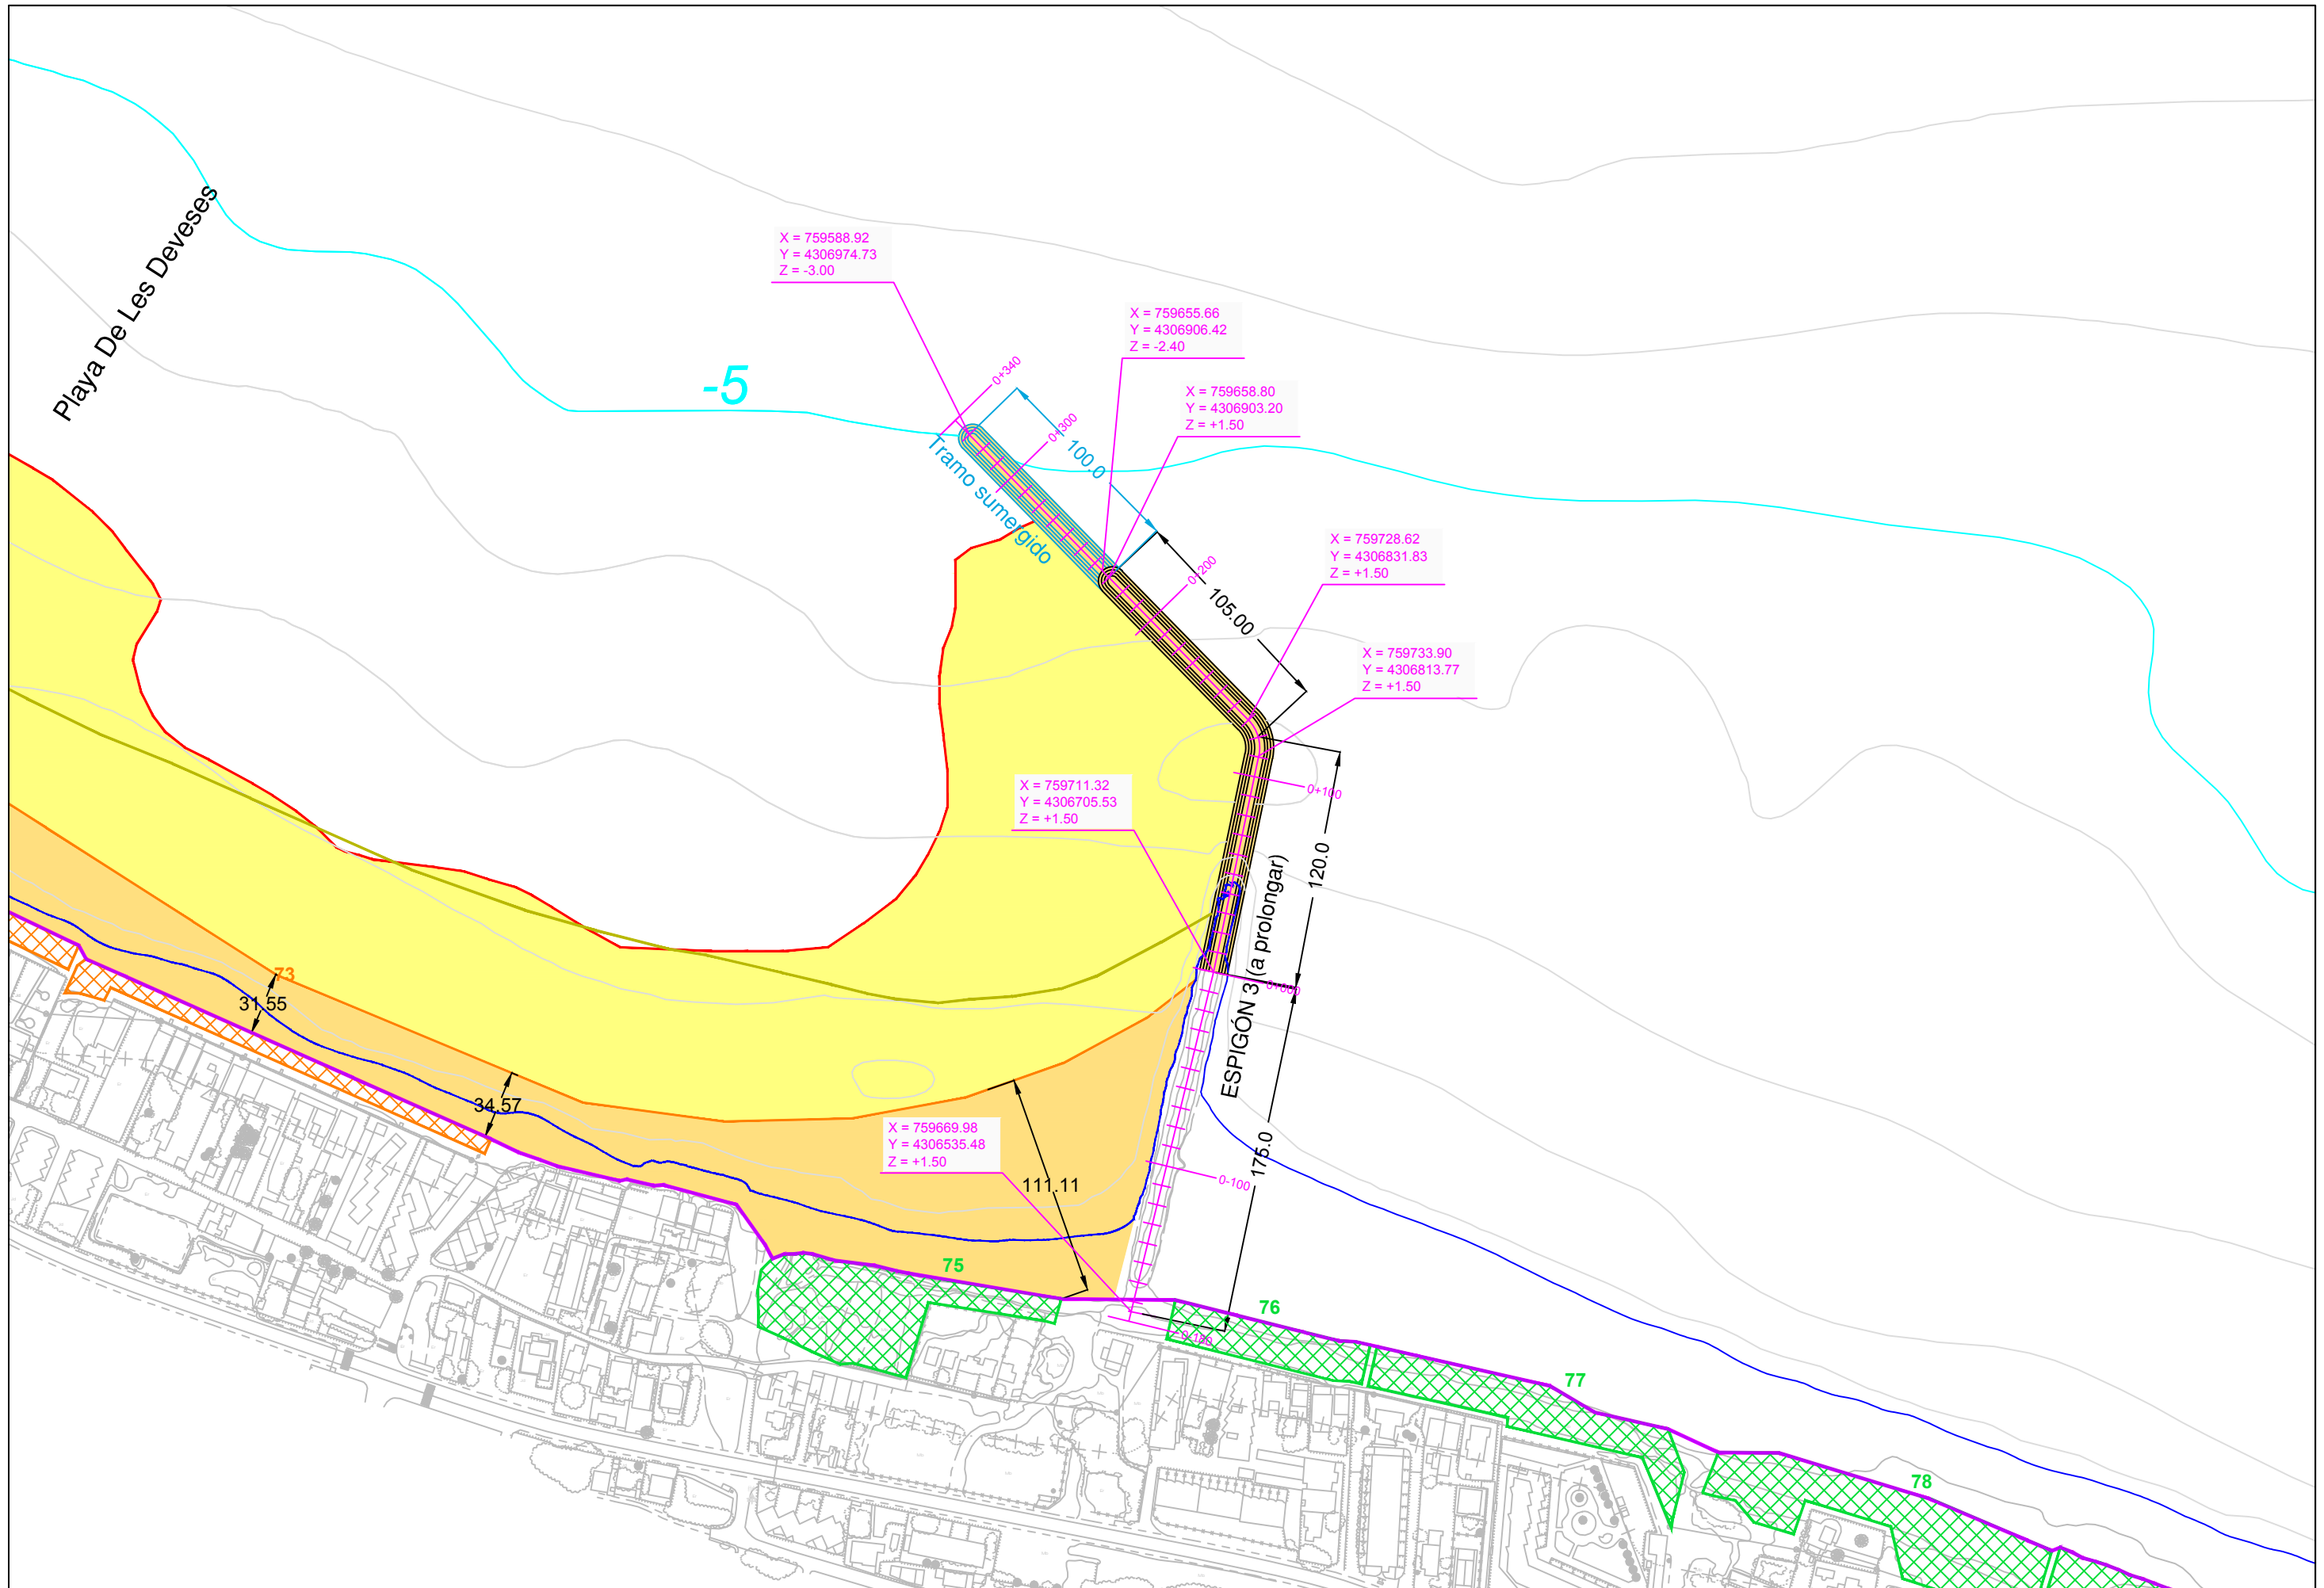 Playa De Les Deveses
X = 759588.92
Y = 4306974.73
Z = -3.00
X = 759655.66
Y = 4306906.42
Z = -2.40
X = 759658.80
Y = 4306903.20
Z = +1.50
-5
0+340
0+300
100.0
Tramo sumergido
0+200
105.00
X = 759728.62
Y = 4306831.83
Z = +1.50
X = 759733.90
Y = 4306813.77
Z = +1.50
0+100
X = 759711.32
Y = 4306705.53
Z = +1.50
120.0
ESPIGÓN 3 (a prolongar)
0+000
73
31.55
34.57
X = 759669.98
Y = 4306535.48
Z = +1.50
111.11
175.0
0-100
0-180
75
76
77
78